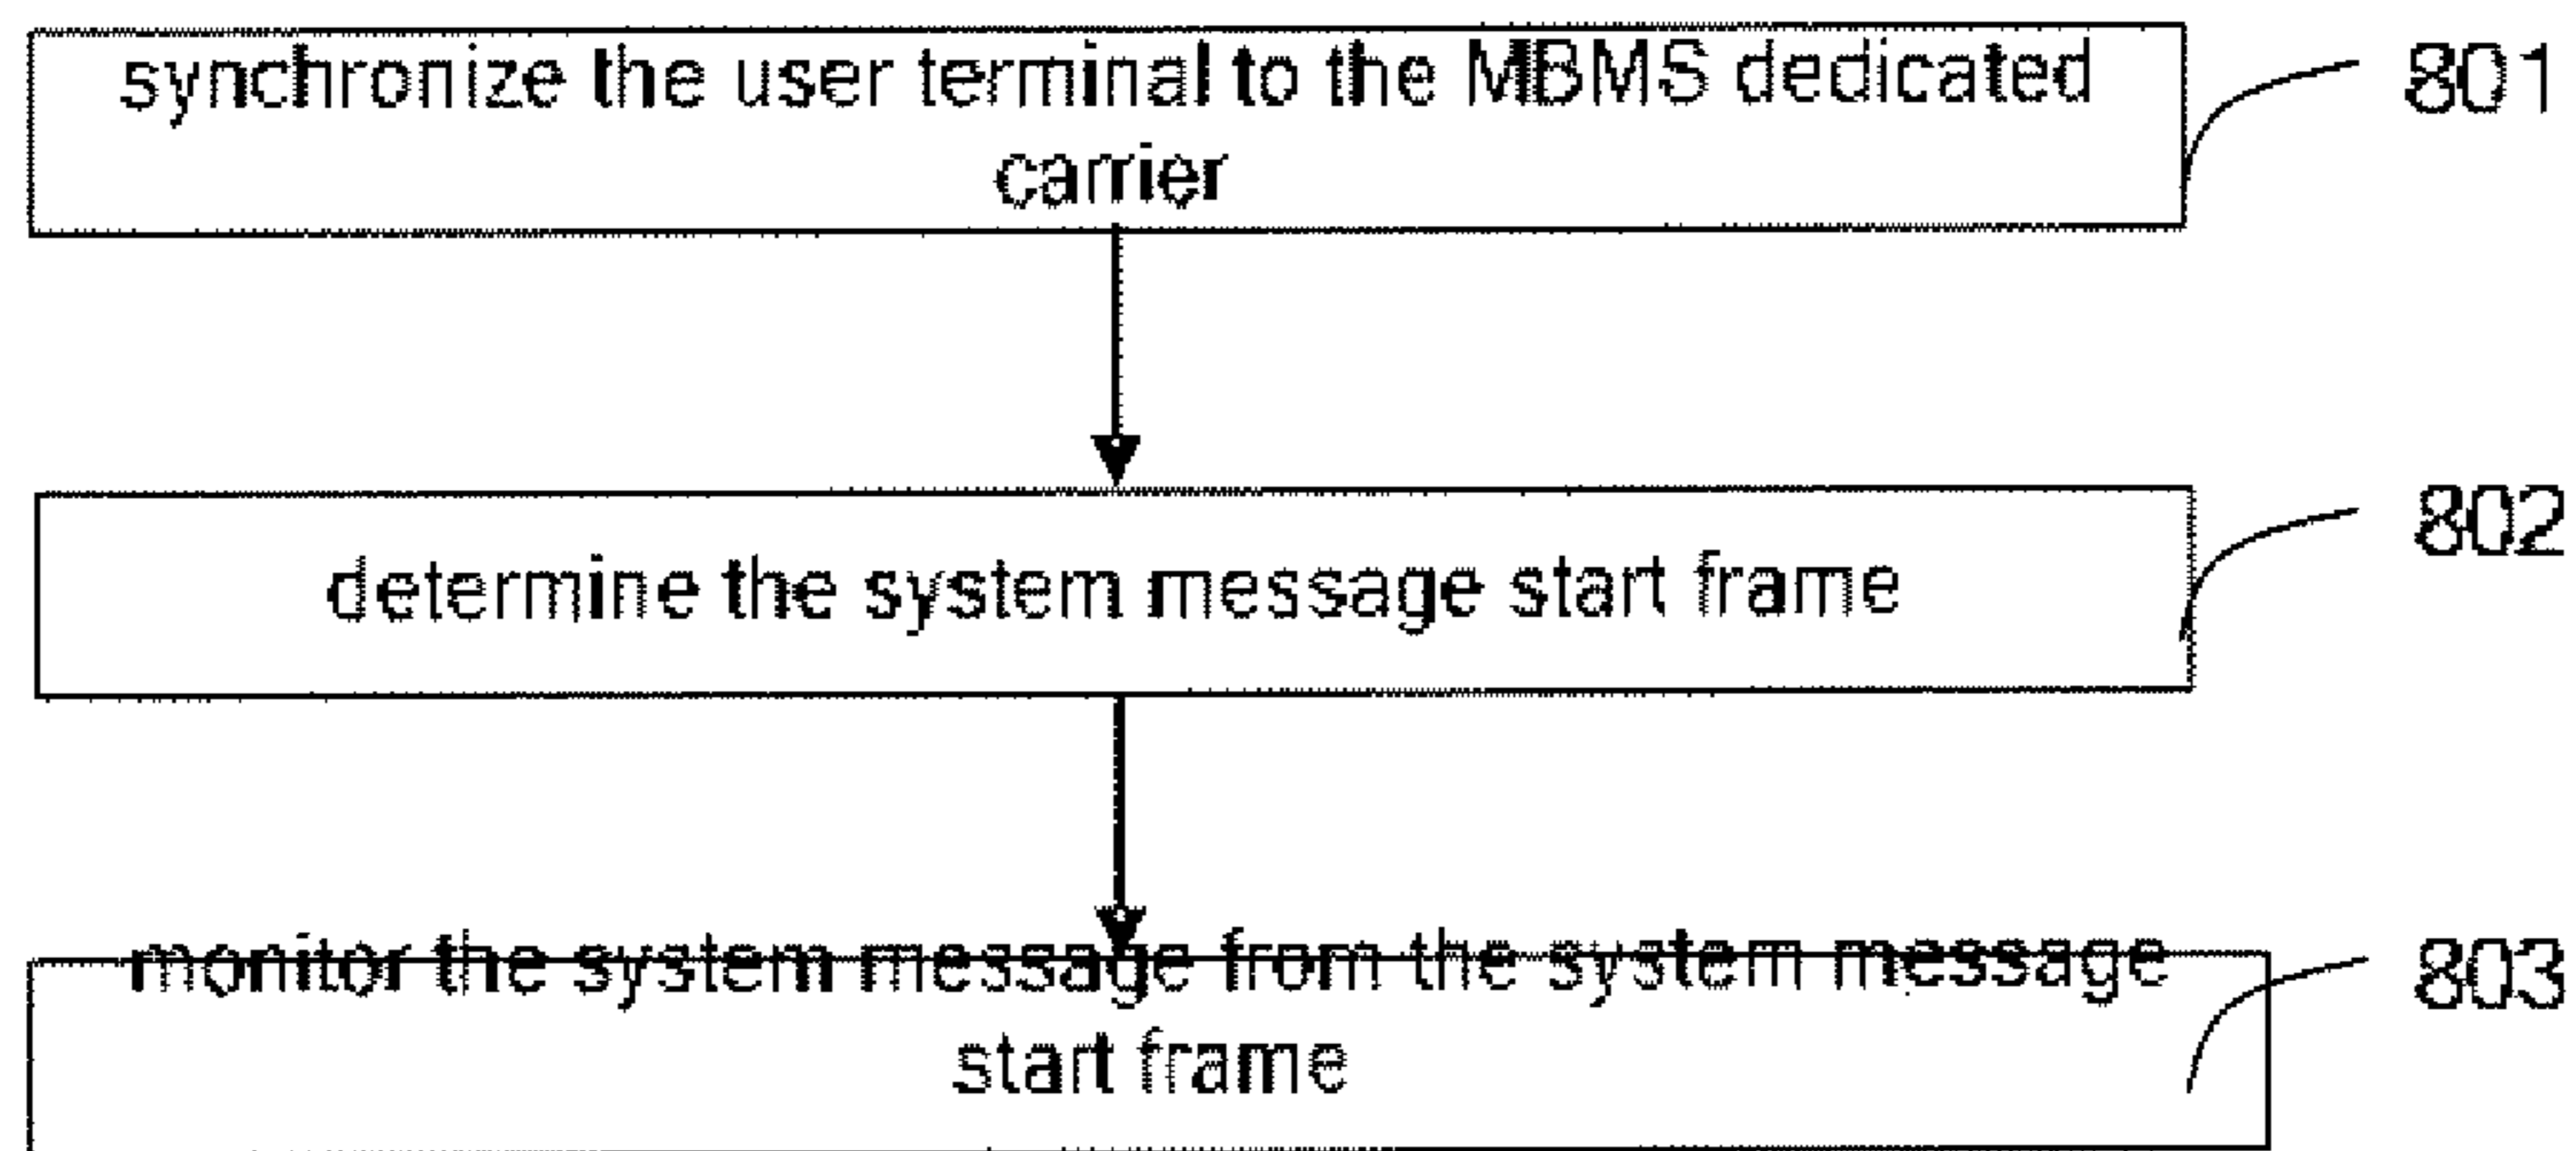 synchronize the user terminal to the MBMS dedicated
carrier
801
determine the system message start frame
802
monitor the system message from the system message
start frame
803